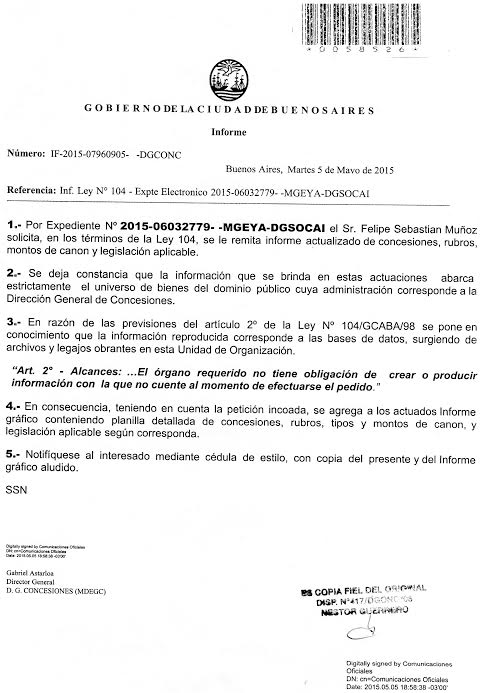 *0058526*
GOBIERNO DE LA CIUDAD DE BUENOS AIRES
Informe
Número: IF-2015-07960905- -DGCONC
Buenos Aires, Martes 5 de Mayo de 2015
Referencia: Inf. Ley N° 104 - Expte Electronico 2015-06032779- -MGEYA-DGSOCAI
1.- Por Expediente Nº 2015-06032779- -MGEYA-DGSOCAI el Sr. Felipe Sebastian Muñoz
solicita, en los términos de la Ley 104, se le remita informe actualizado de concesiones, rubros,
montos de canon y legislación aplicable.
2.- Se deja constancia que la información que se brinda en estas actuaciones abarca
estrictamente el universo de bienes del dominio público cuya administración corresponde a la
Dirección General de Concesiones.
3.- En razón de las previsiones del artículo 2º de la Ley Nº 104/GCABA/98 se pone en
conocimiento que la información reproducida corresponde a las bases de datos, surgiendo de
archivos y legajos obrantes en esta Unidad de Organización.
“Art. 2° - Alcances: ...El órgano requerido no tiene obligación de crear o producir
información con la que no cuente al momento de efectuarse el pedido.”
4.- En consecuencia, teniendo en cuenta la petición incoada, se agrega a los actuados Informe
gráfico conteniendo planilla detallada de concesiones, rubros, tipos y montos de canon, y
legislación aplicable según corresponda.
5.- Notifíquese al interesado mediante cédula de estilo, con copia del presente y del Informe
gráfico aludido.
SSN
Digitally signed by Comunicaciones Oficiales
DN: cn=Comunicaciones Oficiales
Date: 2015.05.05 18:58:38 -03'00'
Gabriel Astarloa
Director General
D. G. CONCESIONES (MDEGC)
ES COPIA FIEL DEL ORIGINAL
DISP. Nº417/DGCONC/08
NESTOR GUERRERO
Digitally signed by Comunicaciones
Oficiales
DN: cn=Comunicaciones Oficiales
Date: 2015.05.05 18:58:38 -03'00'